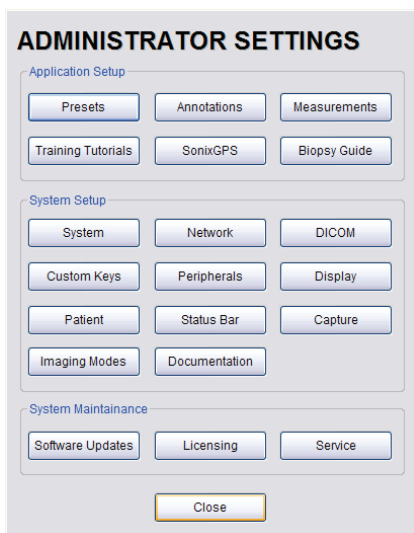 ADMINISTRATOR SETTINGS
Application Setup
Presets Annotations Measurements
Training Tutorials SonixGPS Biopsy Guide
System Setup
System Network DICOM
Custom Keys Peripherals Display
Patient Status Bar Capture
Imaging Modes Documentation
System Maintainance
Software Updates Licensing Service
Close